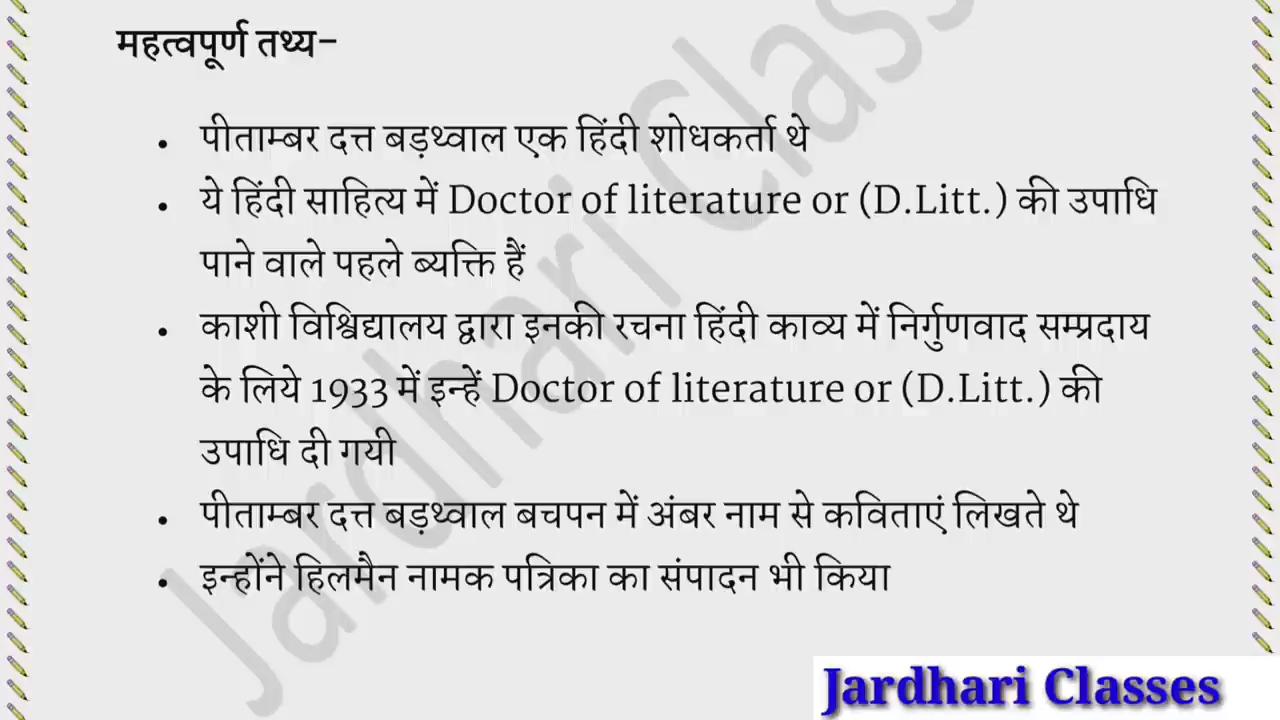 महत्वपूर्ण तथ्य-
• पीताम्बर दत्त बड़थ्वाल एक हिंदी शोधकर्ता थे
• ये हिंदी साहित्य में Doctor of literature or (D.Litt.) की उपाधि
पाने वाले पहले ब्यक्ति हैं
• काशी विश्विद्यालय द्वारा इनकी रचना हिंदी काव्य में निर्गुणवाद सम्प्रदाय
के लिये 1933 में इन्हें Doctor of literature or (D.Litt.) की
उपाधि दी गयी
• पीताम्बर दत्त बड़थ्वाल बचपन में अंबर नाम से कविताएं लिखते थे
• इन्होंने हिलमैन नामक पत्रिका का संपादन भी किया
Jardhari Class
Jardhari Classes